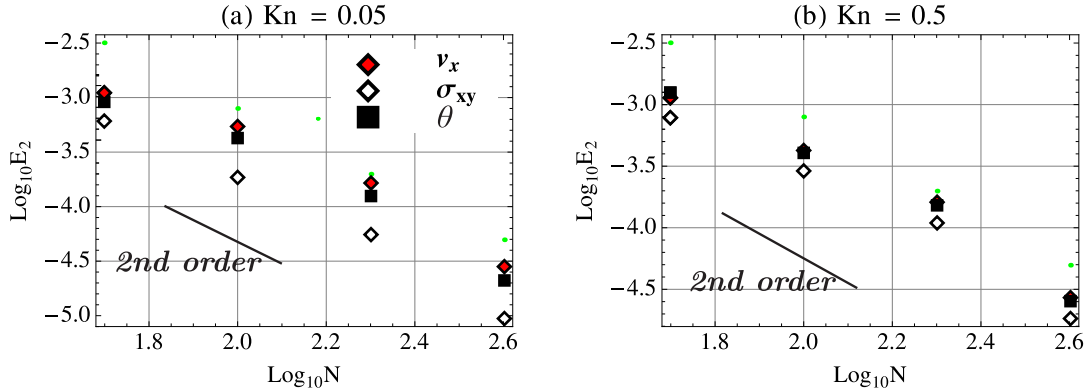 (a) Kn = 0.05
−2.5
−3.0
−3.5
−4.0
−4.5
−5.0
Log₁₀E₂
vₓ
σxy
θ
2nd order
1.8
2.0
2.2
2.4
2.6
Log₁₀N
(b) Kn = 0.5
−2.5
−3.0
−3.5
−4.0
−4.5
Log₁₀E₂
2nd order
1.8
2.0
2.2
2.4
2.6
Log₁₀N